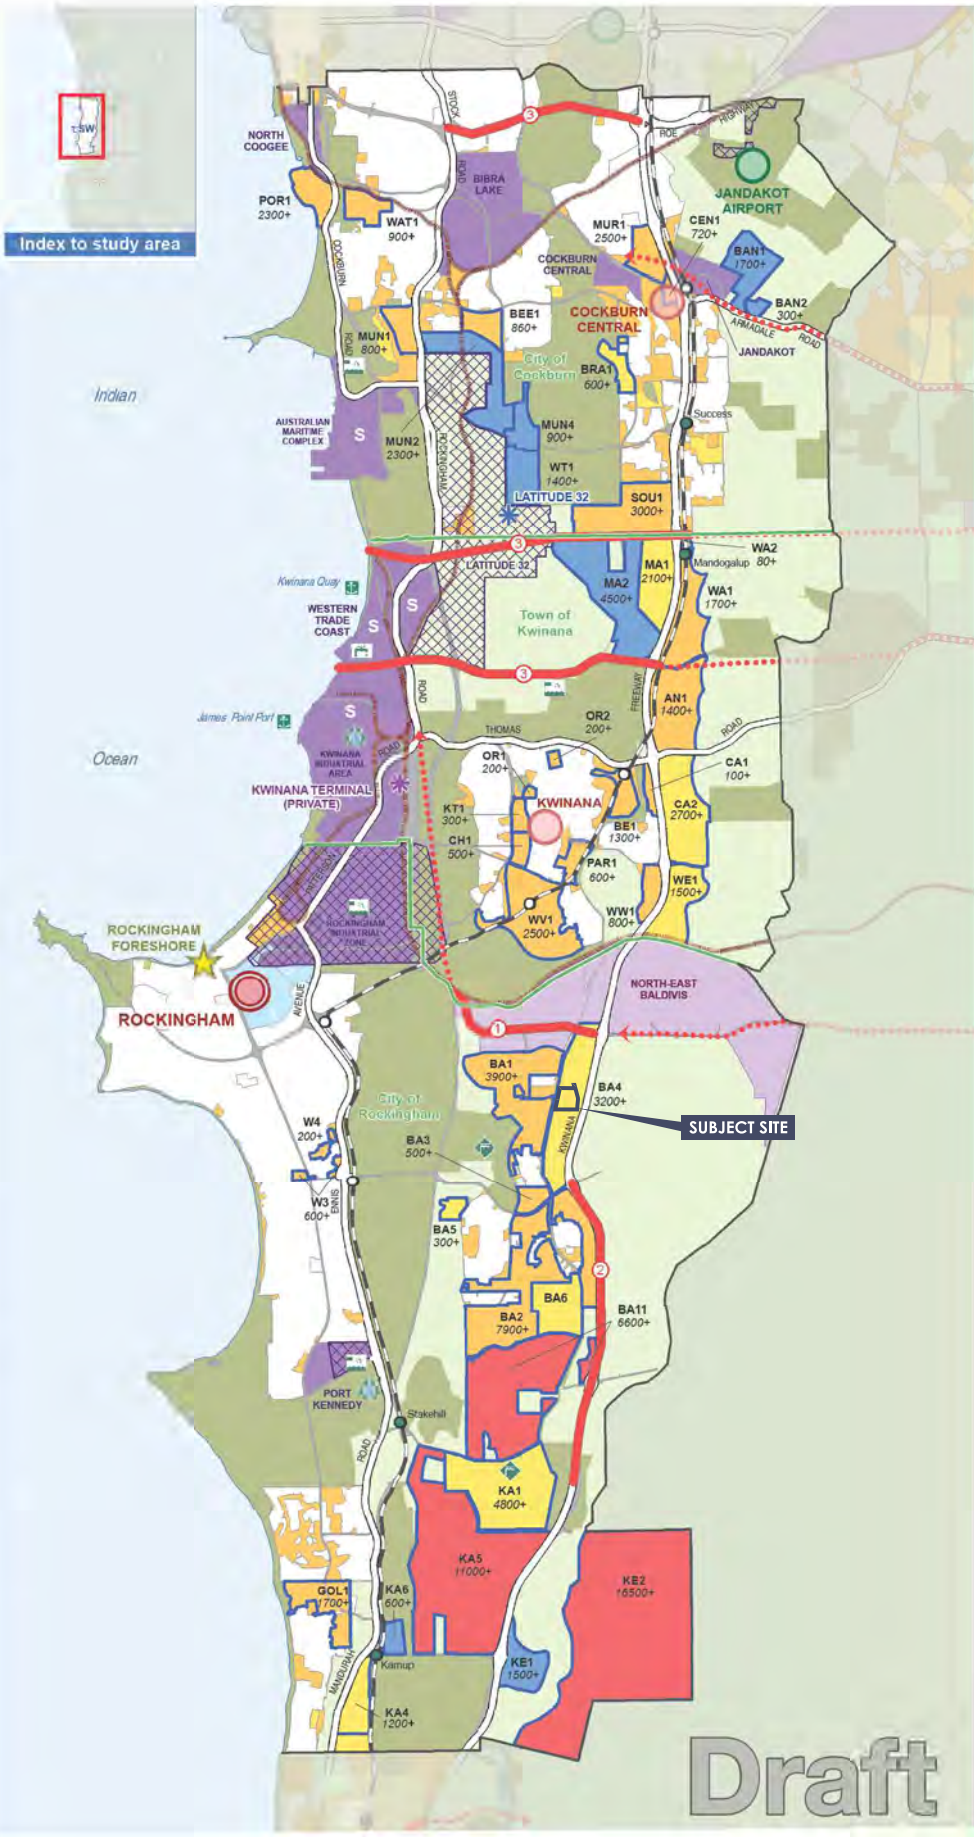 SW
Index to study area
NORTH
COOGEE
STOCK
ROAD
3
ROE
HIGHWAY
BIBRA
LAKE
JANDAKOT
AIRPORT
POR1
2300+
WAT1
900+
MUR1
2500+
CEN1
720+
COCKBURN
COCKBURN
CENTRAL
BAN1
1700+
BAN2
300+
COCKBURN
CENTRAL
BEE1
860+
ARMADALE
ROAD
MUN1
800+
ROAD
City of
Cockburn
BRA1
600+
JANDAKOT
Indian
AUSTRALIAN
MARITIME
COMPLEX
S
MUN2
2300+
ROCKINGHAM
MUN4
900+
Success
WT1
1400+
LATITUDE 32
SOU1
3000+
3
WA2
80+
LATITUDE 32
MA1
2100+
Mandogalup
Kwinana Quay
MA2
4500+
WA1
1700+
WESTERN
TRADE
COAST
S
S
Town of
Kwinana
3
ROAD
FREEWAY
AN1
1400+
James Point Port
S
OR2
200+
THOMAS
ROAD
Ocean
KWINANA
INDUSTRIAL
AREA
ROAD
OR1
200+
CA1
100+
KWINANA TERMINAL
(PRIVATE)
KT1
300+
KWINANA
CA2
2700+
BE1
1300+
CH1
500+
PAR1
600+
PATTERSON
WE1
1500+
WW1
800+
WV1
2500+
ROCKINGHAM
FORESHORE
ROCKINGHAM
INDUSTRIAL
ZONE
NORTH-EAST
BALDIVIS
ROCKINGHAM
AVENUE
1
BA1
3900+
BA4
3200+
City of
Rockingham
SUBJECT SITE
KWINANA
W4
200+
BA3
500+
W3
600+
ENNIS
BA5
300+
2
BA6
BA2
7900+
BA11
6600+
PORT
KENNEDY
Stakehill
ROAD
KA1
4800+
KA5
11000+
KE2
16500+
GOL1
1700+
KA6
600+
MANDURAH
Karnup
KE1
1500+
KA4
1200+
Draft